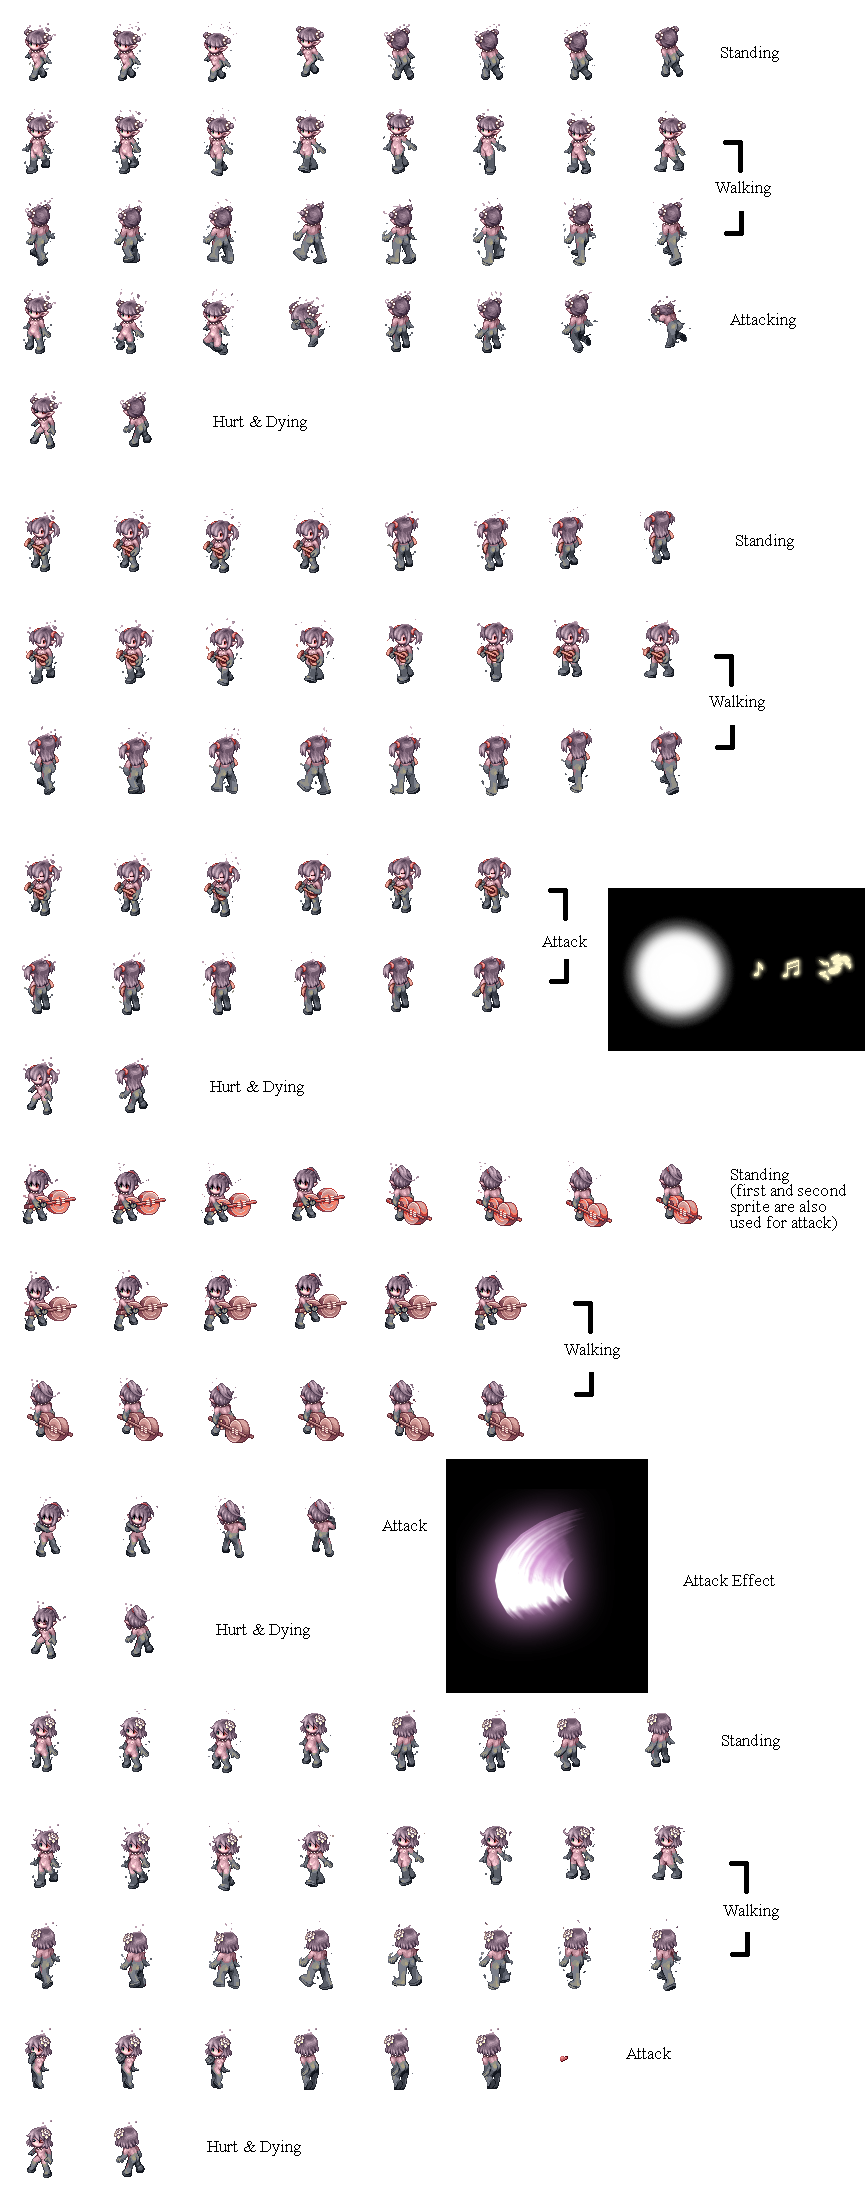 Standing
Walking
Attacking
Hurt & Dying
Standing
Walking
Attack
Hurt & Dying
Standing
(first and second
sprite are also
used for attack)
Walking
Attack
Attack Effect
Hurt & Dying
Standing
Walking
Attack
Hurt & Dying